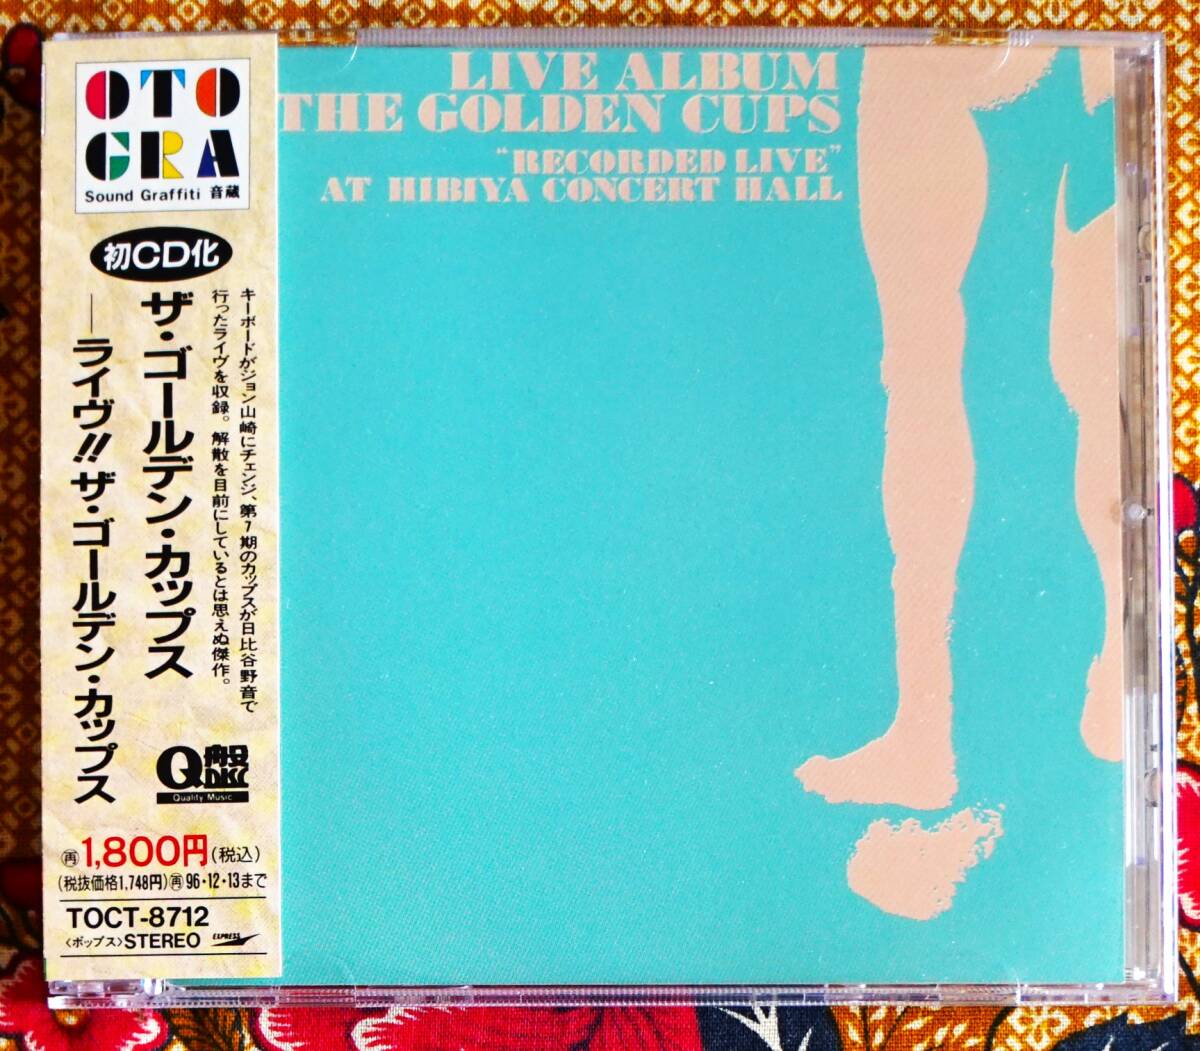 OTO
GRA
Sound Graffiti 音蔵
初CD化
キーボードがジョン山崎にチェンジ、第7期のカップスが日比谷野音で
行ったライヴを収録。解散を目前にしているとは思えぬ傑作。
ザ・ゴールデン・カップス
──ライヴ!!ザ・ゴールデン・カップス
Q盤
Quality Music
再1,800円(税込)
(税抜価格1,748円)再96・12・13まで
TOCT-8712
〈ポップス〉STEREO EXPRESS
LIVE ALBUM
THE GOLDEN CUPS
“RECORDED LIVE”
AT HIBIYA CONCERT HALL